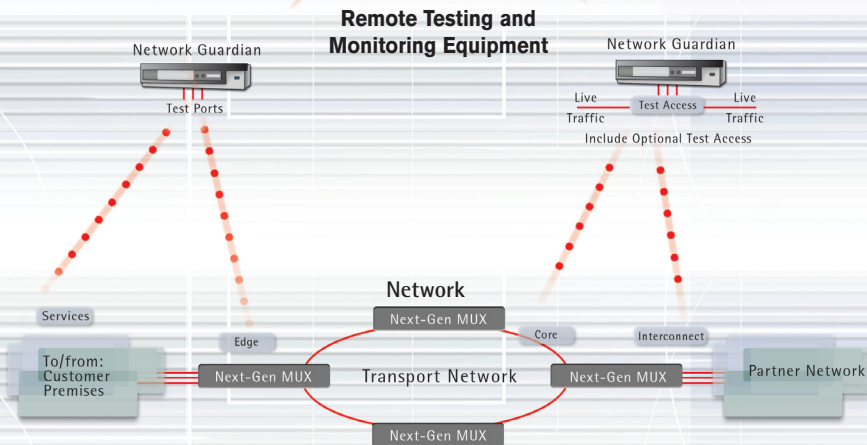 Remote Testing and
Monitoring Equipment
Network Guardian
Test Ports
Network Guardian
Live
Traffic
Test Access
Live
Traffic
Include Optional Test Access
Services
Edge
Network
Core
Interconnect
Next-Gen MUX
To/from:
Customer
Premises
Next-Gen MUX
Transport Network
Next-Gen MUX
Partner Network
Next-Gen MUX